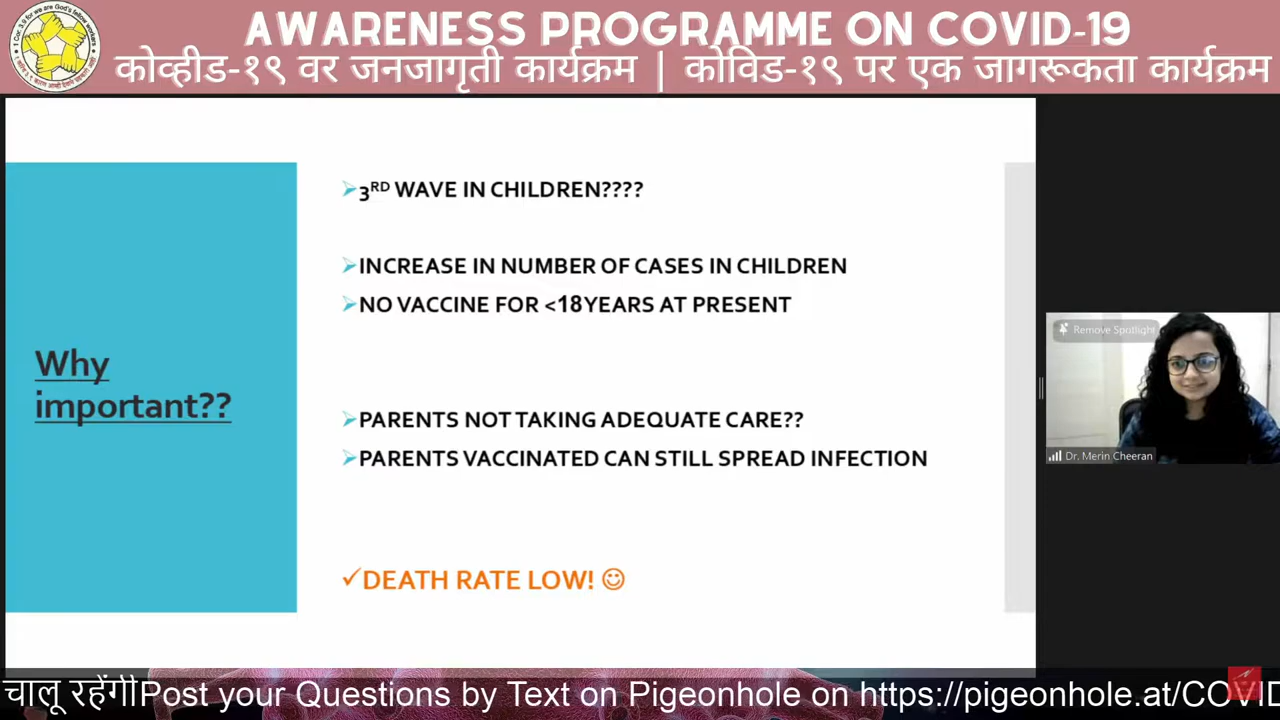 AWARENESS PROGRAMME ON COVID-19
कोव्हीड-१९ वर जनजागृती कार्यक्रम | कोविड-१९ पर एक जागरूकता कार्यक्रम
Why
important??
3RD WAVE IN CHILDREN????
INCREASE IN NUMBER OF CASES IN CHILDREN
NO VACCINE FOR <18YEARS AT PRESENT
PARENTS NOT TAKING ADEQUATE CARE??
PARENTS VACCINATED CAN STILL SPREAD INFECTION
✓DEATH RATE LOW! ☺
Remove Spotlight
Dr. Merin Cheeran
चालू रहेंगी Post your Questions by Text on Pigeonhole on https://pigeonhole.at/COVID